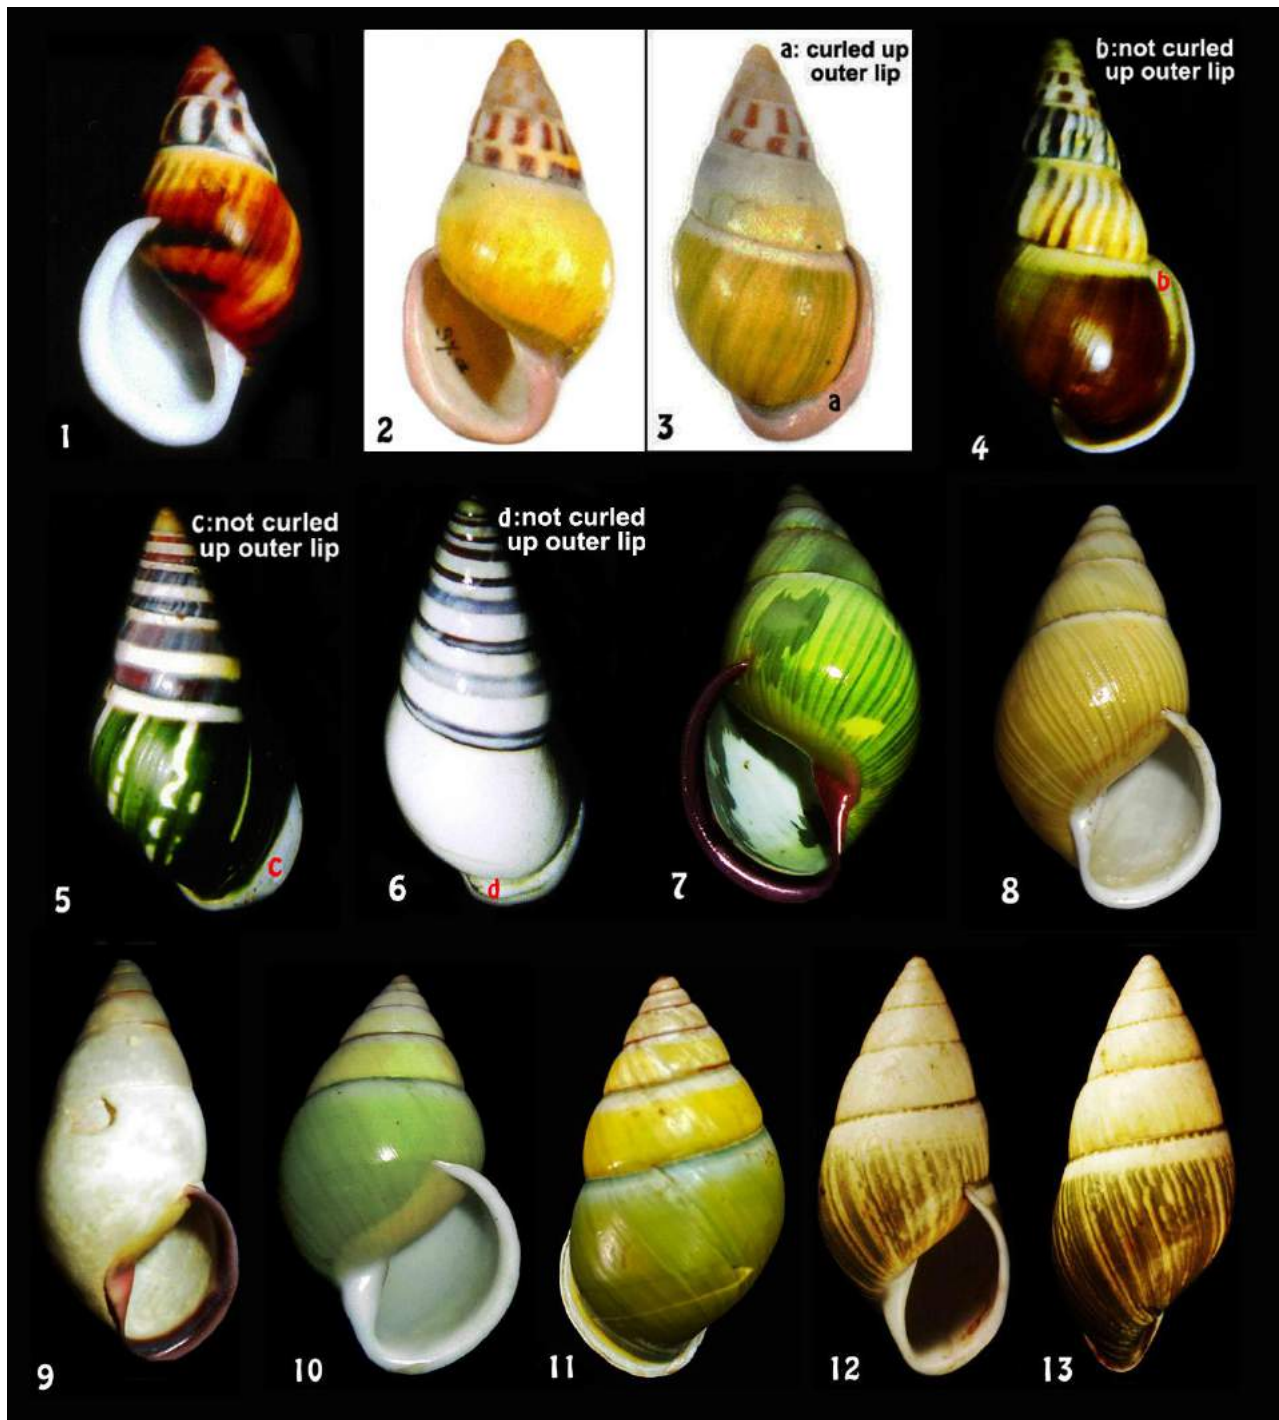 a: curled up
outer lip
b:not curled
up outer lip
1
2
3
a
4
b
c:not curled
up outer lip
d:not curled
up outer lip
5
c
6
d
7
8
9
10
11
12
13